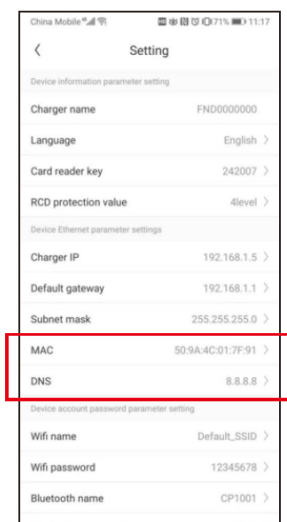 China Mobile 71% 11:17
Setting
Device information parameter setting
Charger name FND0000000
Language English
Card reader key 242007
RCD protection value 4level
Device Ethernet parameter settings
Charger IP 192.168.1.5
Default gateway 192.168.1.1
Subnet mask 255.255.255.0
MAC 50:9A:4C:01:7F:91
DNS 8.8.8.8
Device account password parameter setting
Wifi name Default_SSID
Wifi password 12345678
Bluetooth name CP1001